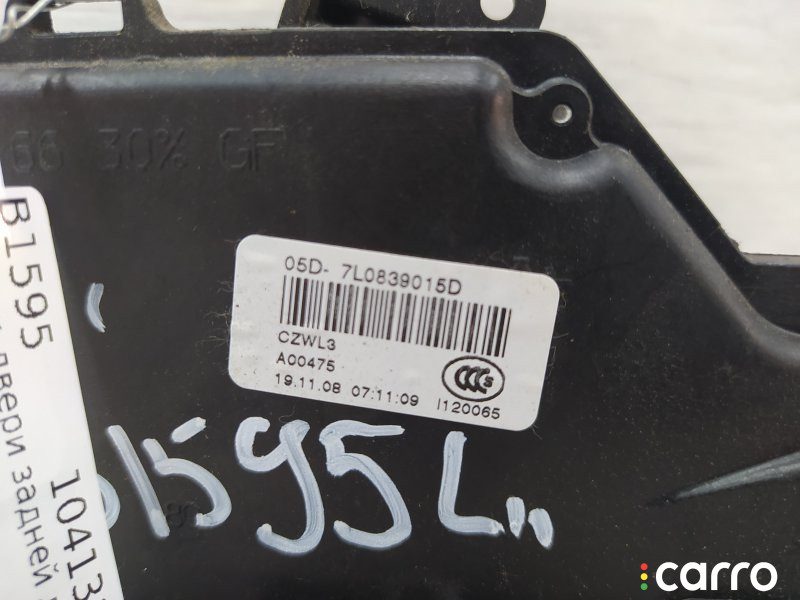 66 30% GF
05D- 7L0839015D
CZWL3
A00475
19.11.08 07:11:09 I120065
CCC S
B1595
двери задней
10413
1595L
carro